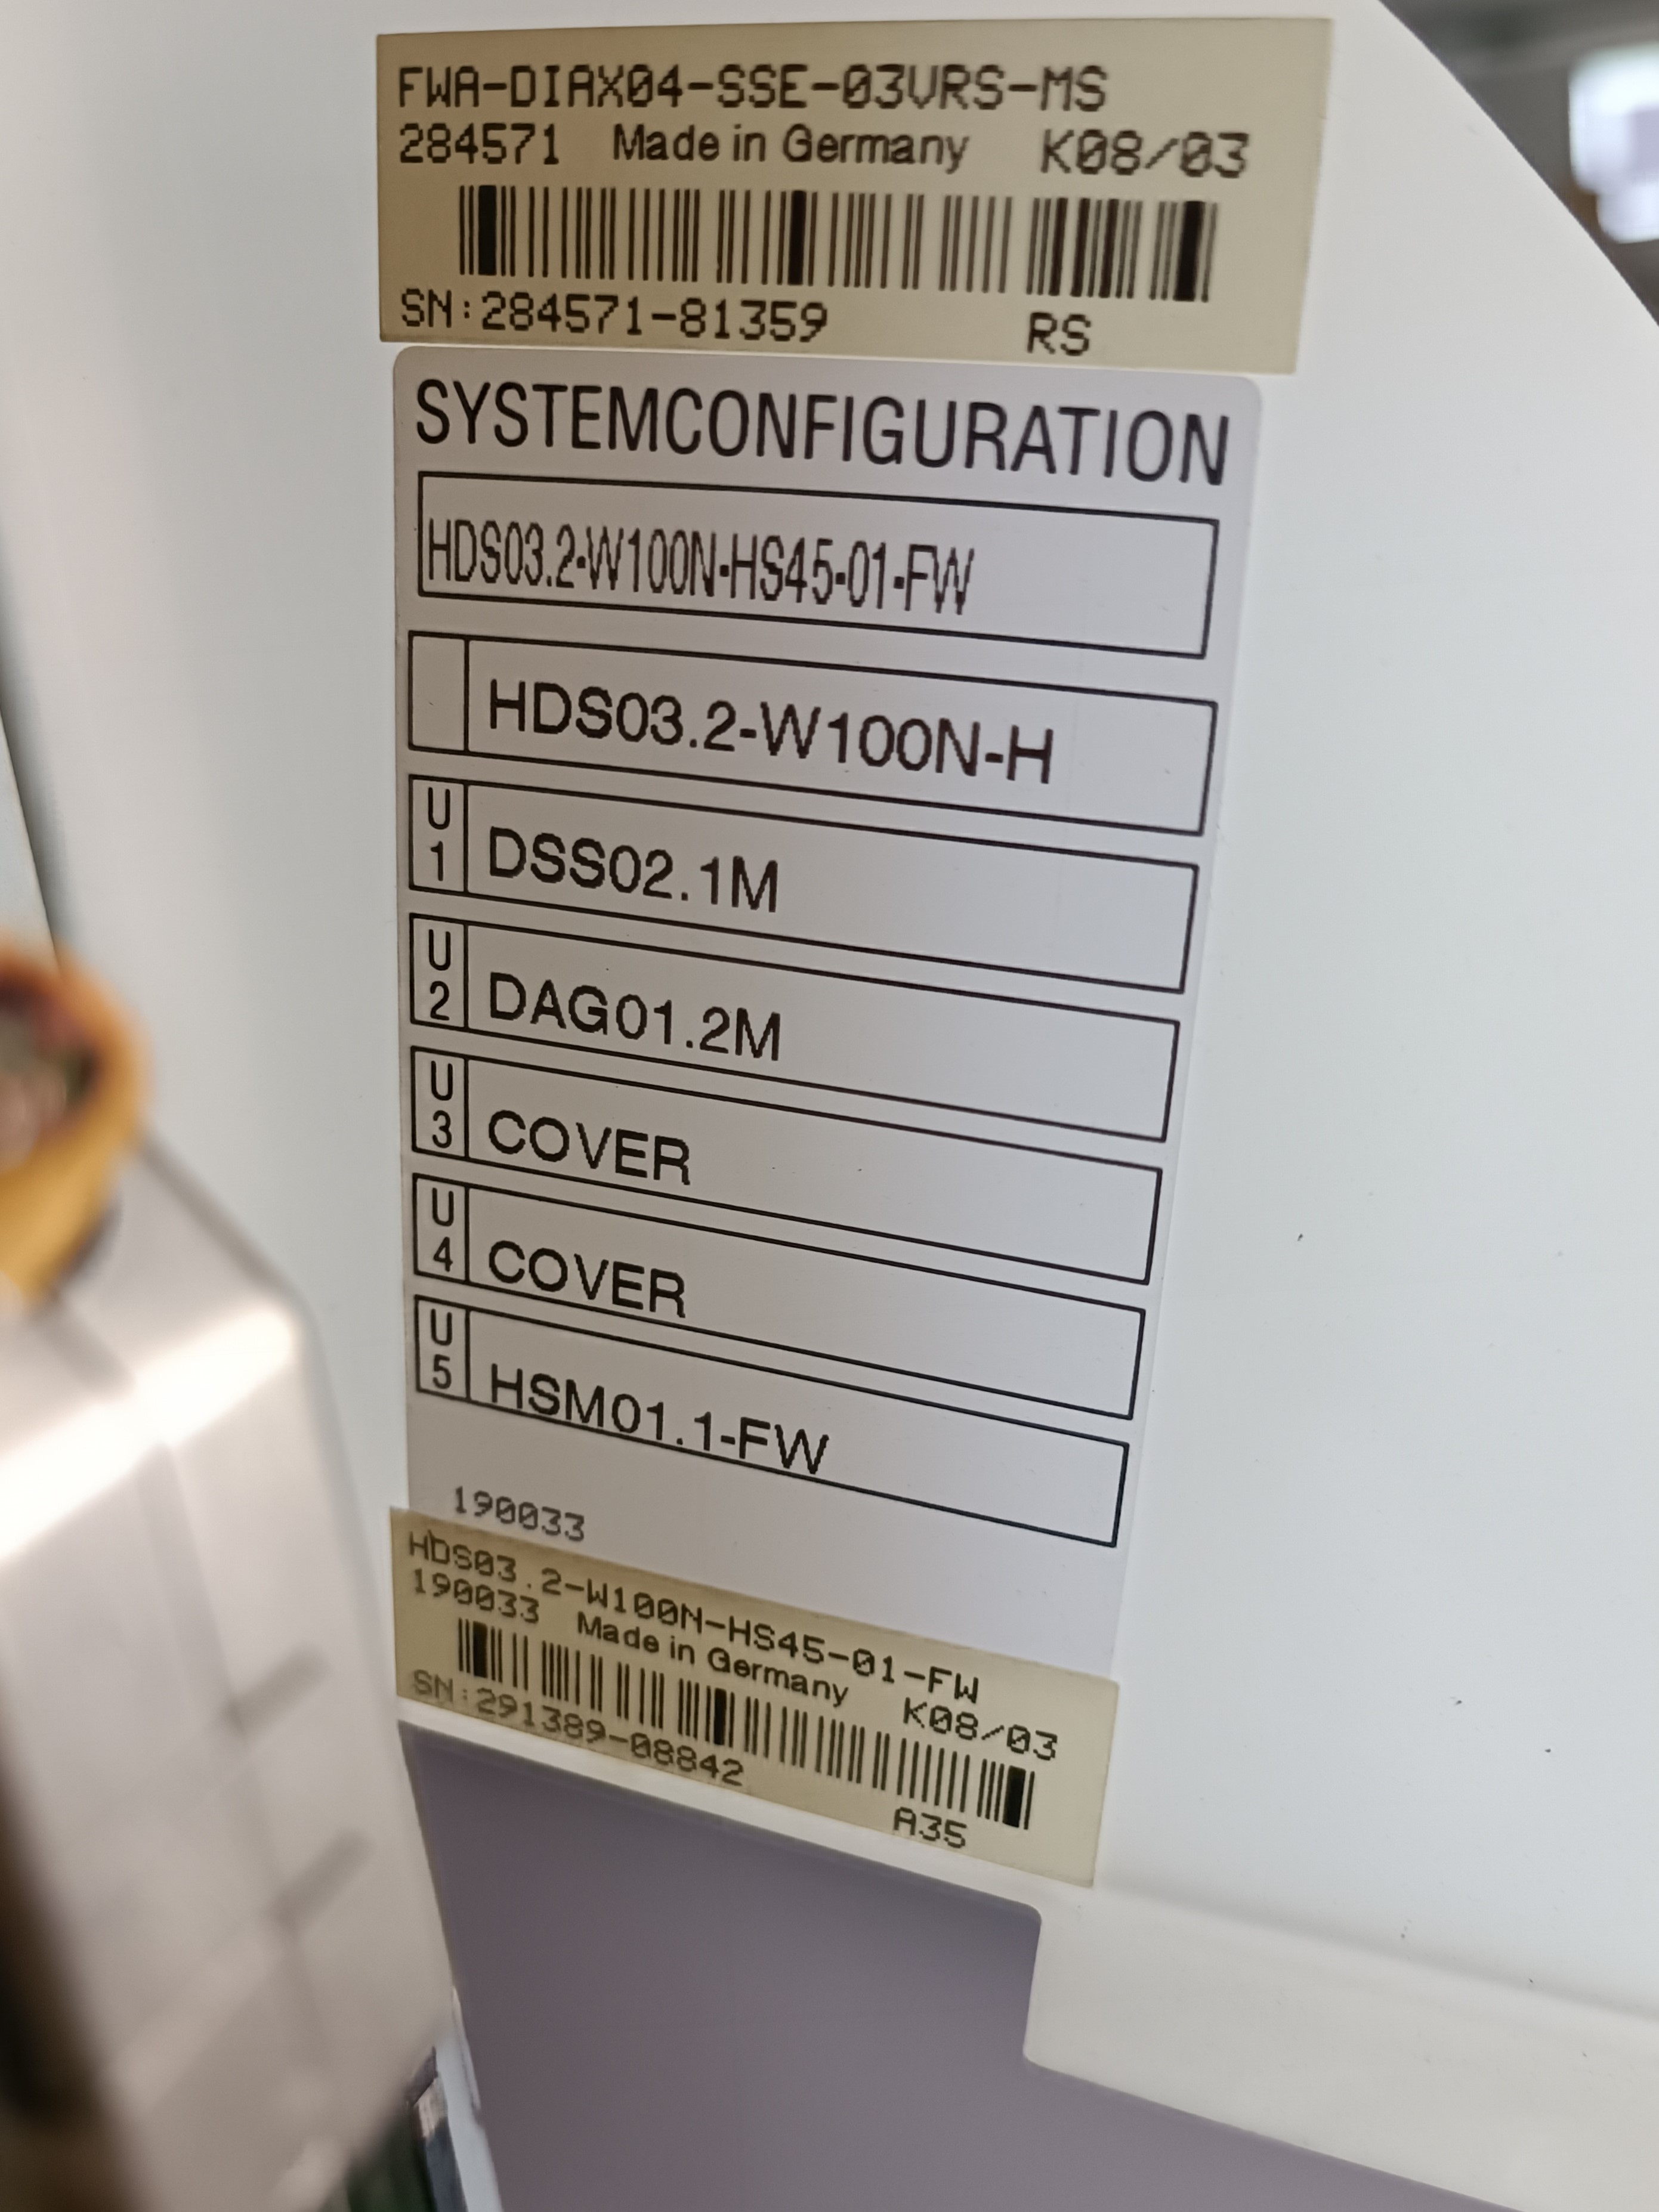 FWA-DIAX04-SSE-03VRS-MS
284571 Made in Germany K08/03
SN:284571-81359 RS
SYSTEMCONFIGURATION
HDS03.2-W100N-HS45-01-FW
HDS03.2-W100N-H
U1 DSS02.1M
U2 DAG01.2M
U3 COVER
U4 COVER
U5 HSM01.1-FW
190033
HDS03.2-W100N-HS45-01-FW
190033 Made in Germany K08/03
SN:291389-08842 A35